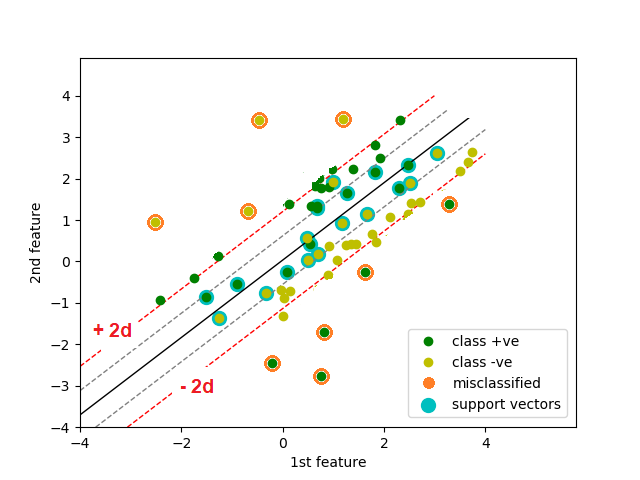 4
3
2
1
0
−1
−2
−3
−4
2nd feature
+ 2d
- 2d
class +ve
class -ve
misclassified
support vectors
−4
−2
0
2
4
1st feature